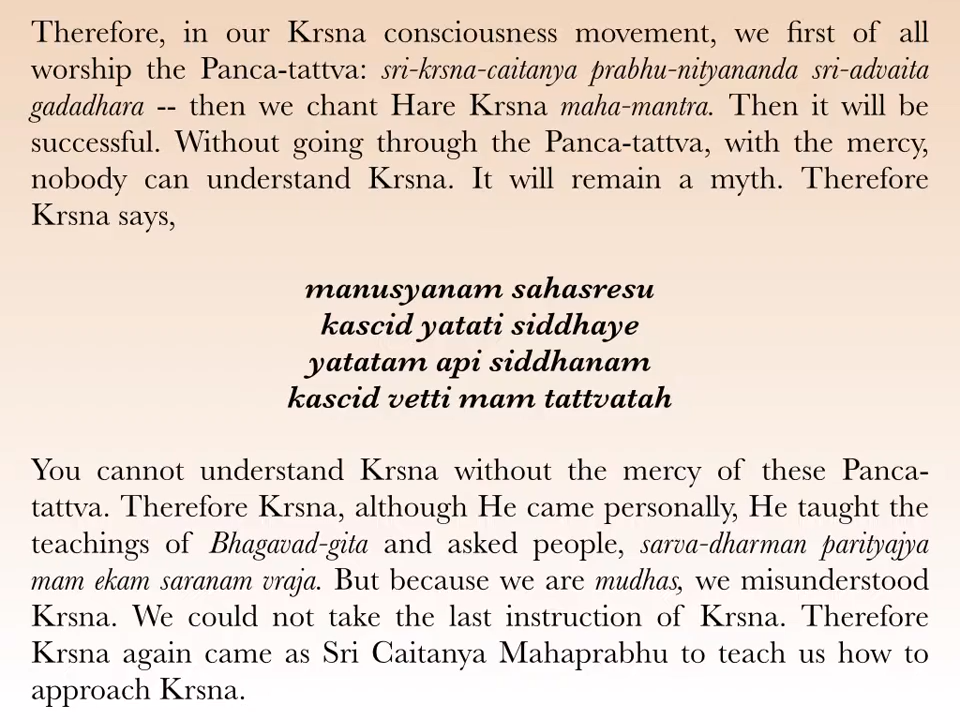 Therefore, in our Krsna consciousness movement, we first of all
worship the Panca-tattva: sri-krsna-caitanya prabhu-nityananda sri-advaita
gadadhara -- then we chant Hare Krsna maha-mantra. Then it will be
successful. Without going through the Panca-tattva, with the mercy,
nobody can understand Krsna. It will remain a myth. Therefore
Krsna says,
manusyanam sahasresu
kascid yatati siddhaye
yatatam api siddhanam
kascid vetti mam tattvatah
You cannot understand Krsna without the mercy of these Panca-
tattva. Therefore Krsna, although He came personally, He taught the
teachings of Bhagavad-gita and asked people, sarva-dharman parityajya
mam ekam saranam vraja. But because we are mudhas, we misunderstood
Krsna. We could not take the last instruction of Krsna. Therefore
Krsna again came as Sri Caitanya Mahaprabhu to teach us how to
approach Krsna.